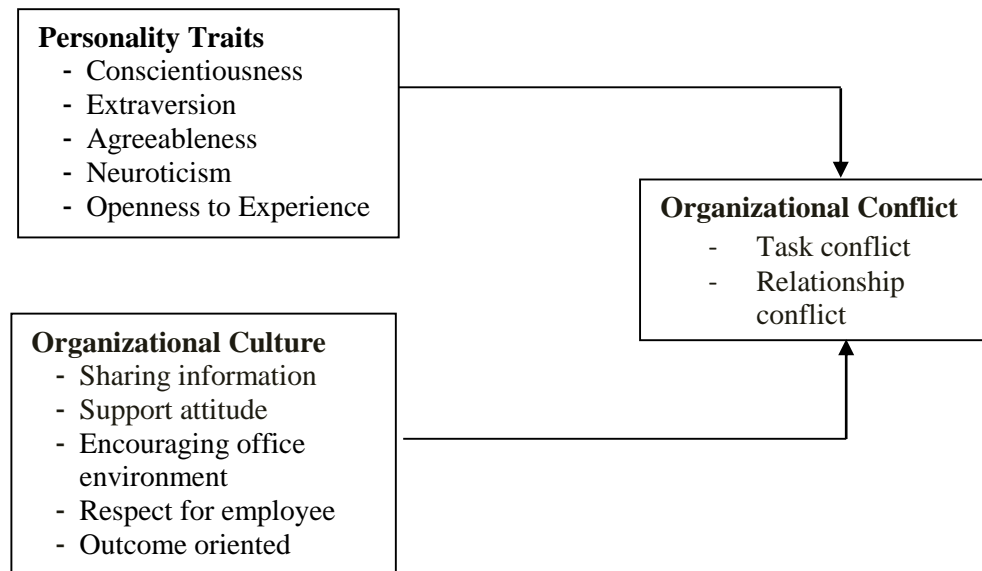 Personality Traits
- Conscientiousness
- Extraversion
- Agreeableness
- Neuroticism
- Openness to Experience
Organizational Conflict
- Task conflict
- Relationship
conflict
Organizational Culture
- Sharing information
- Support attitude
- Encouraging office
environment
- Respect for employee
- Outcome oriented